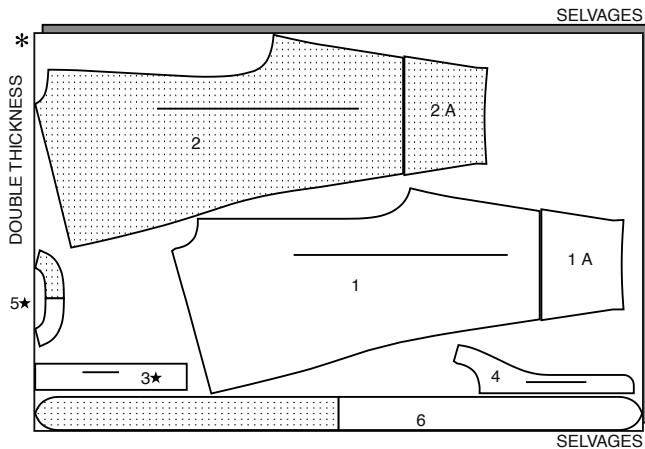 SELVAGES
*
DOUBLE THICKNESS
2
2 A
1
1 A
5★
3★
4
6
SELVAGES